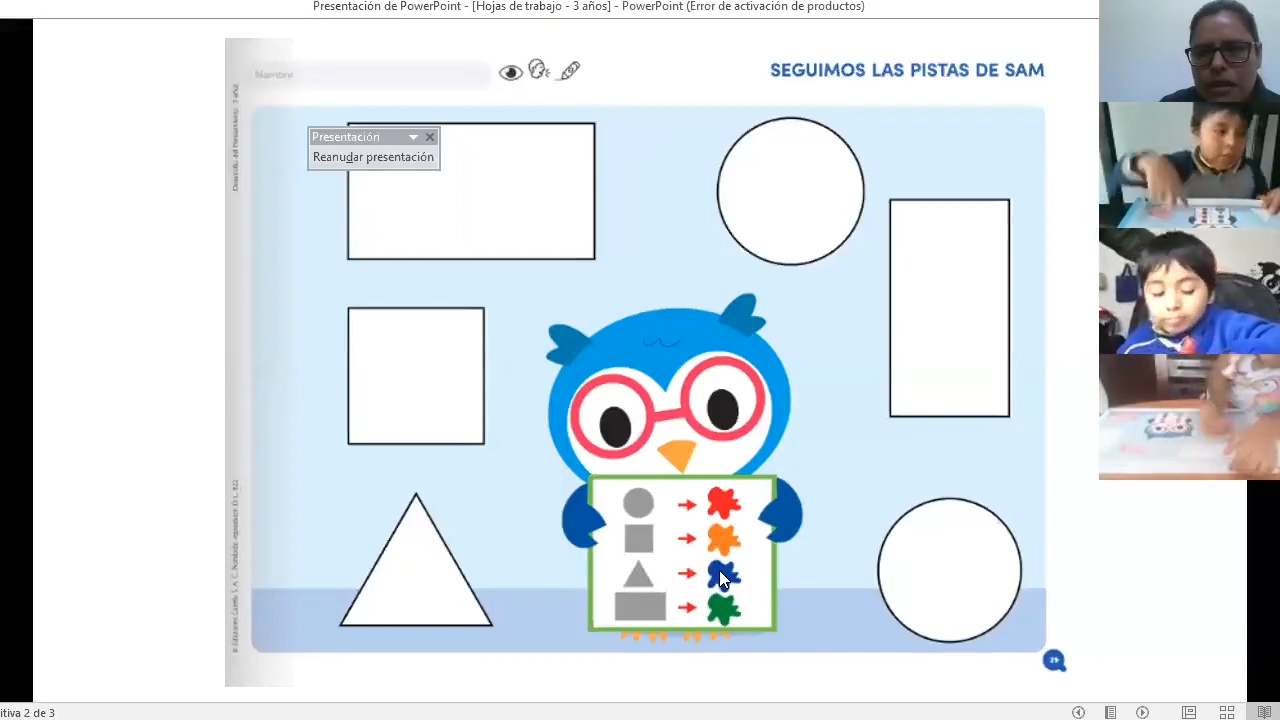 Presentación de PowerPoint - [Hojas de trabajo - 3 años] - PowerPoint (Error de activación de productos)
Nombre
SEGUIMOS LAS PISTAS DE SAM
Presentación
Reanudar presentación
itiva 2 de 3